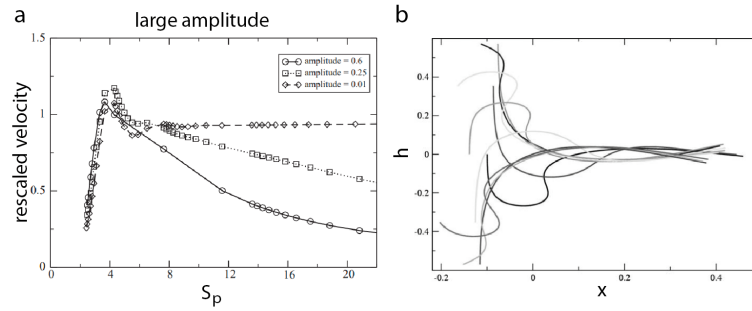 a
large amplitude
1.5
1
0.5
0
rescaled velocity
amplitude = 0.6
amplitude = 0.25
amplitude = 0.01
0
4
8
12
16
20
Sp
b
0.4
0.2
0
-0.2
-0.4
h
-0.2
0
0.2
0.4
x